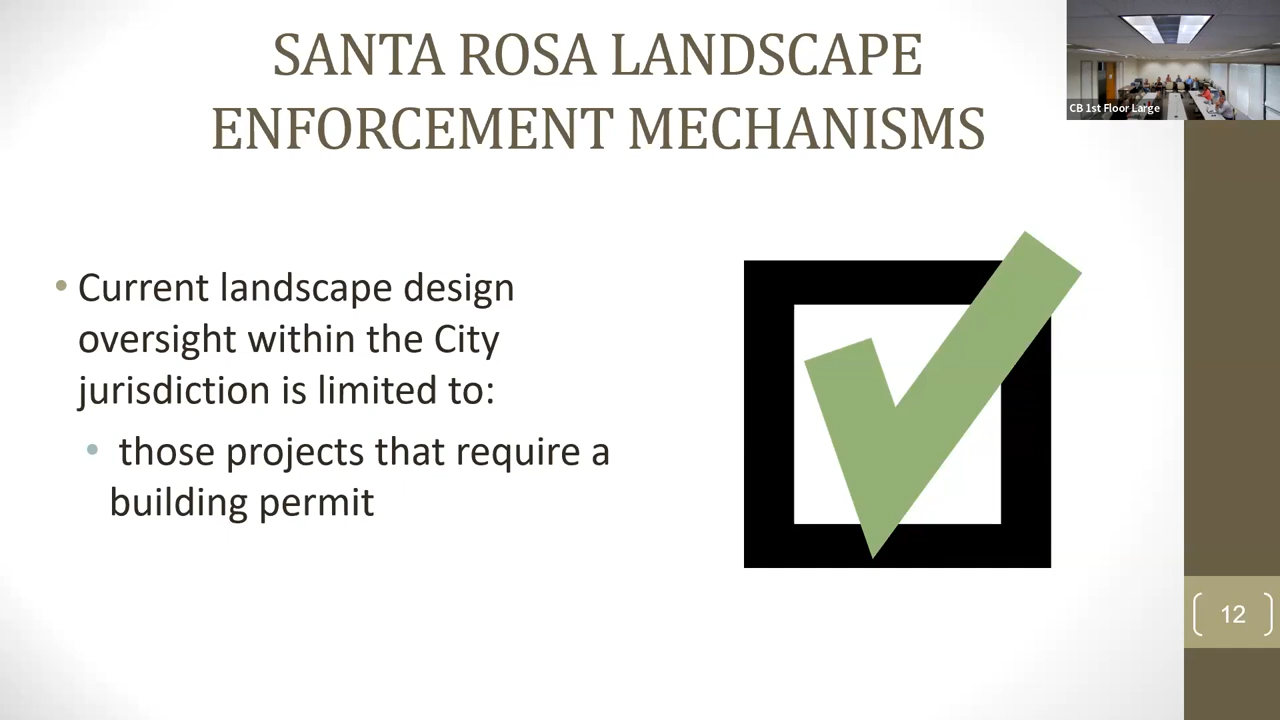 SANTA ROSA LANDSCAPE
ENFORCEMENT MECHANISMS
CB 1st Floor Large
• Current landscape design
oversight within the City
jurisdiction is limited to:
• those projects that require a
building permit
12